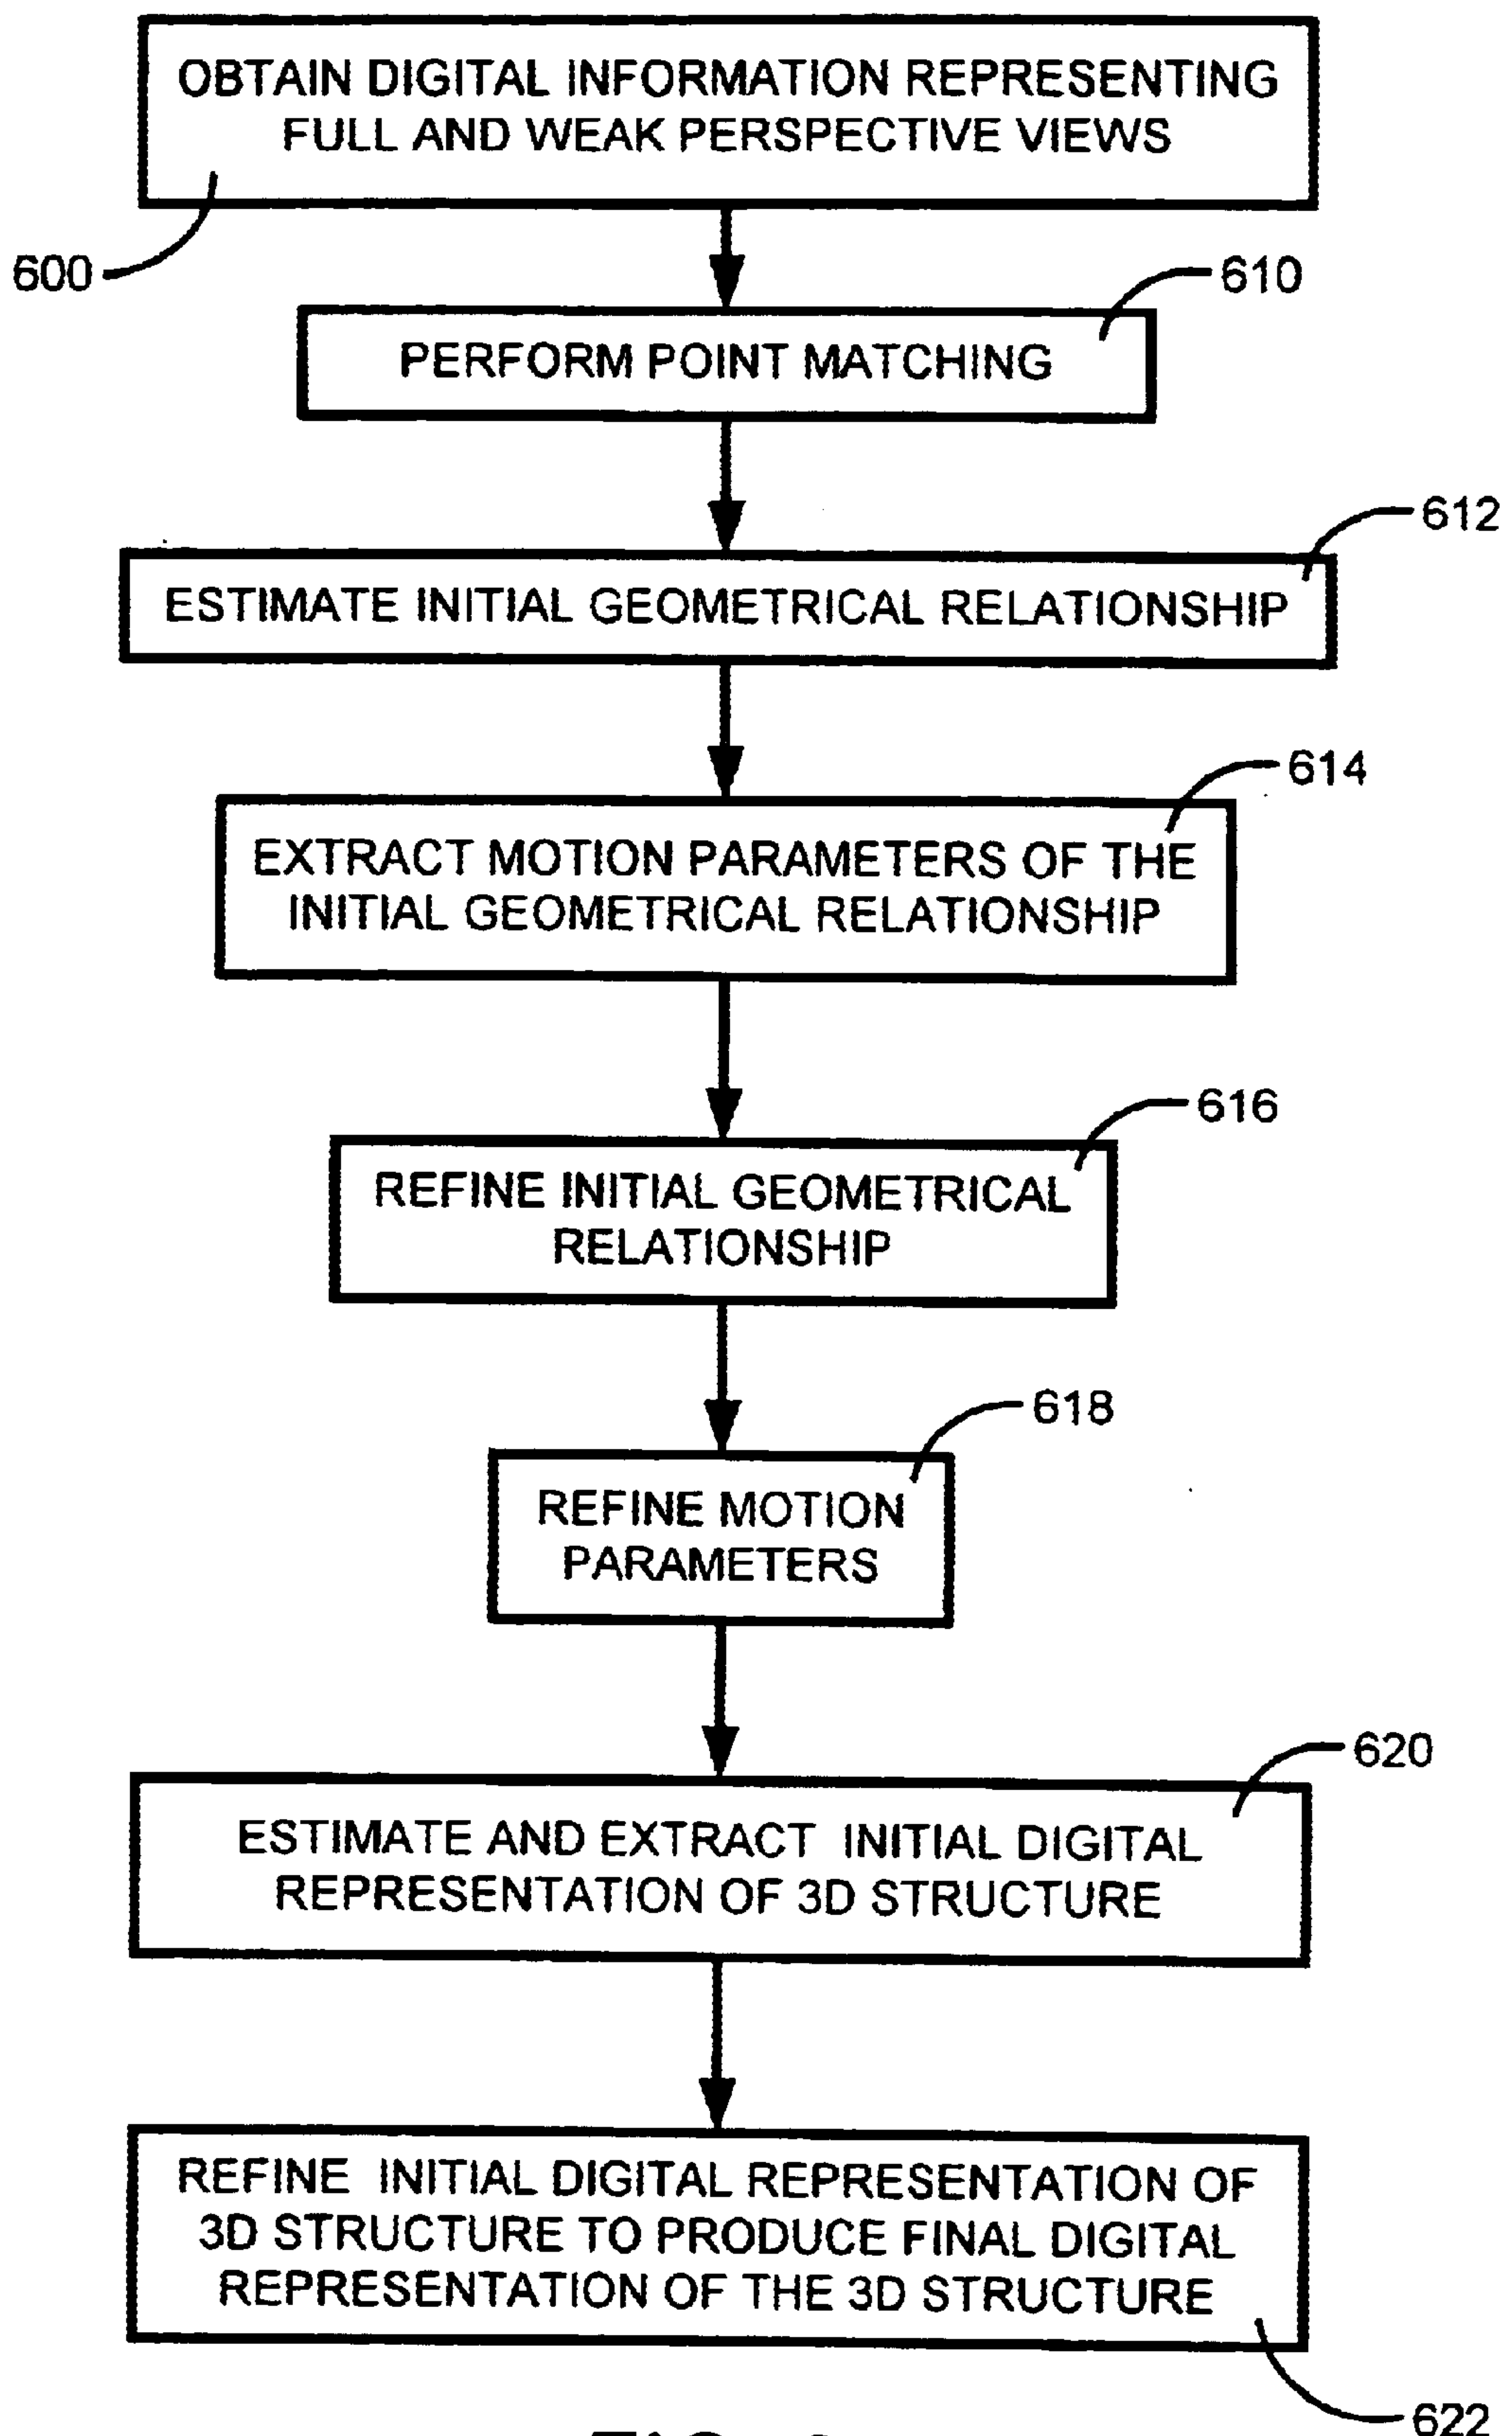 OBTAIN DIGITAL INFORMATION REPRESENTING
FULL AND WEAK PERSPECTIVE VIEWS
600
610
PERFORM POINT MATCHING
612
ESTIMATE INITIAL GEOMETRICAL RELATIONSHIP
614
EXTRACT MOTION PARAMETERS OF THE
INITIAL GEOMETRICAL RELATIONSHIP
616
REFINE INITIAL GEOMETRICAL
RELATIONSHIP
618
REFINE MOTION
PARAMETERS
620
ESTIMATE AND EXTRACT INITIAL DIGITAL
REPRESENTATION OF 3D STRUCTURE
REFINE INITIAL DIGITAL REPRESENTATION OF
3D STRUCTURE TO PRODUCE FINAL DIGITAL
REPRESENTATION OF THE 3D STRUCTURE
622